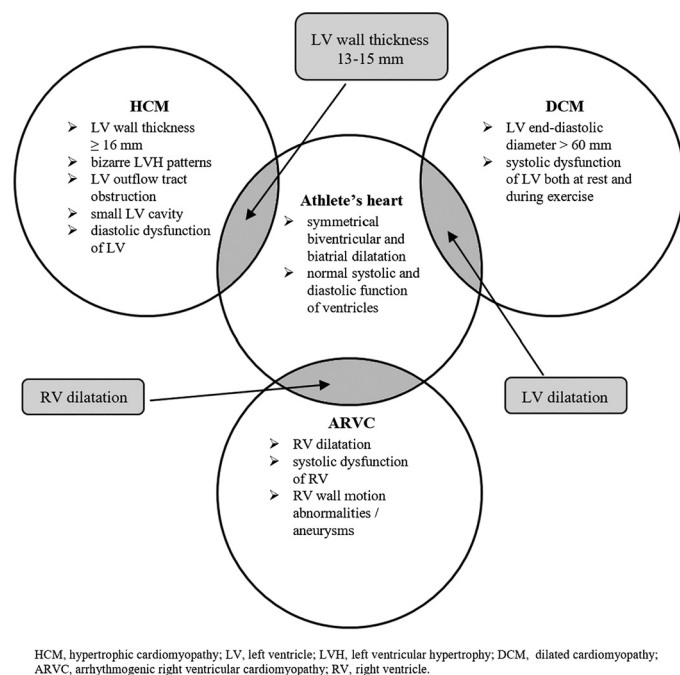 LV wall thickness
13-15 mm
HCM
➢ LV wall thickness
≥ 16 mm
➢ bizarre LVH patterns
➢ LV outflow tract
obstruction
➢ small LV cavity
➢ diastolic dysfunction
of LV
DCM
➢ LV end-diastolic
diameter > 60 mm
➢ systolic dysfunction
of LV both at rest and
during exercise
Athlete's heart
➢ symmetrical
biventricular and
biatrial dilatation
➢ normal systolic and
diastolic function
of ventricles
RV dilatation
LV dilatation
ARVC
➢ RV dilatation
➢ systolic dysfunction
of RV
➢ RV wall motion
abnormalities /
aneurysms
HCM, hypertrophic cardiomyopathy; LV, left ventricle; LVH, left ventricular hypertrophy; DCM, dilated cardiomyopathy;
ARVC, arrhythmogenic right ventricular cardiomyopathy; RV, right ventricle.